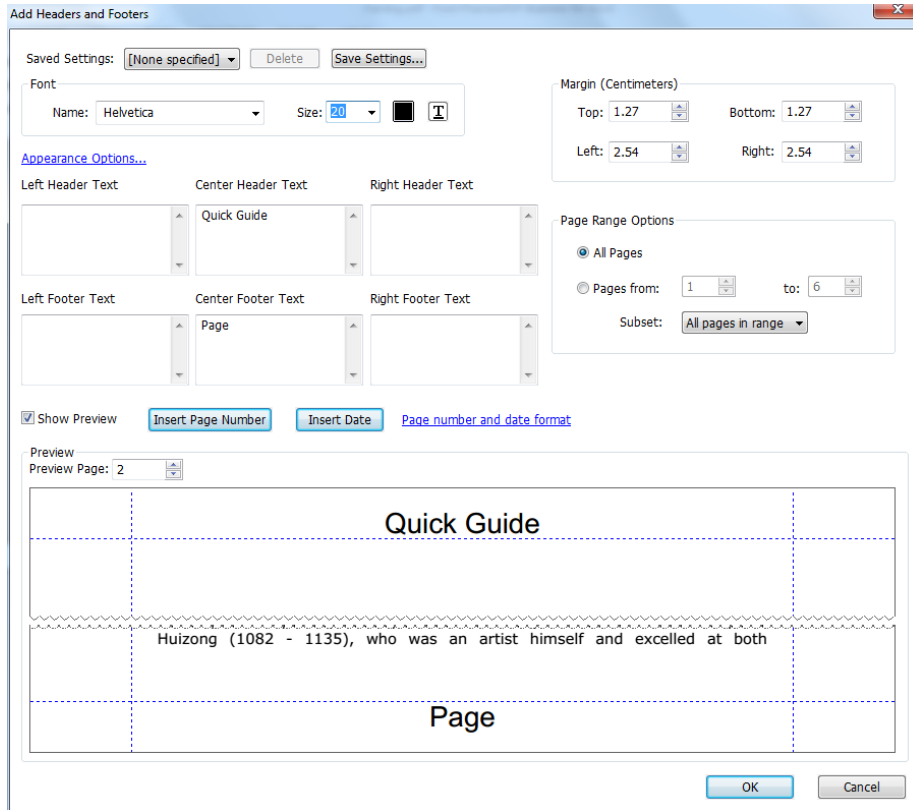 Add Headers and Footers
Saved Settings: [None specified] Delete Save Settings...
Font
Name: Helvetica Size: 20 T
Margin (Centimeters)
Top: 1.27 Bottom: 1.27
Left: 2.54 Right: 2.54
Appearance Options...
Left Header Text Center Header Text Right Header Text
Quick Guide
Page Range Options
All Pages
Pages from: 1 to: 6
Subset: All pages in range
Left Footer Text Center Footer Text Right Footer Text
Page
Show Preview Insert Page Number Insert Date Page number and date format
Preview
Preview Page: 2
Quick Guide
Huizong (1082 - 1135), who was an artist himself and excelled at both
Page
OK Cancel